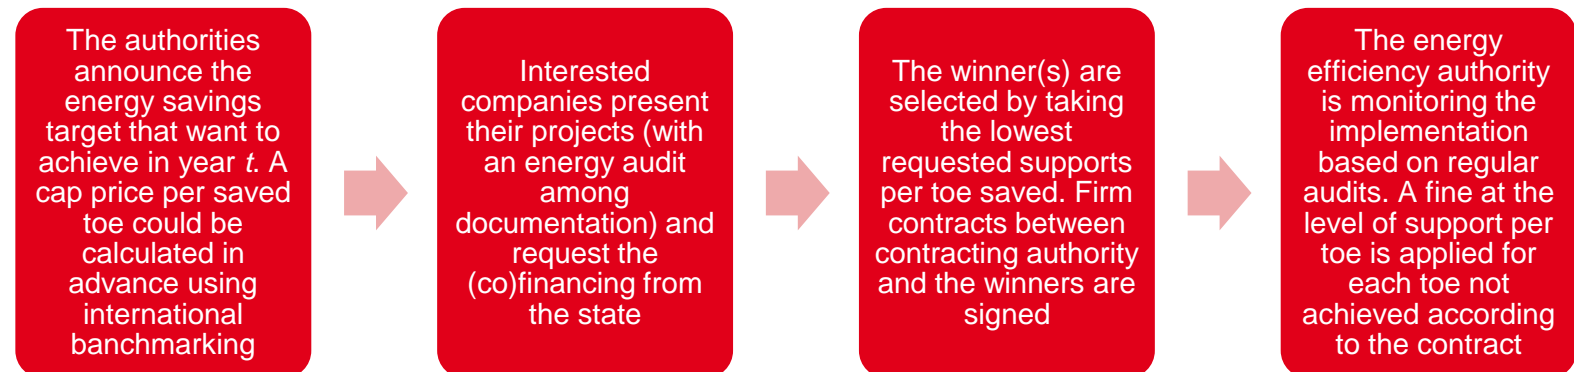 The authorities
announce the
energy savings
target that want to
achieve in year t. A
cap price per saved
toe could be
calculated in
advance using
international
banchmarking
Interested
companies present
their projects (with
an energy audit
among
documentation) and
request the
(co)financing from
the state
The winner(s) are
selected by taking
the lowest
requested supports
per toe saved. Firm
contracts between
contracting authority
and the winners are
signed
The energy
efficiency authority
is monitoring the
implementation
based on regular
audits. A fine at the
level of support per
toe is applied for
each toe not
achieved according
to the contract